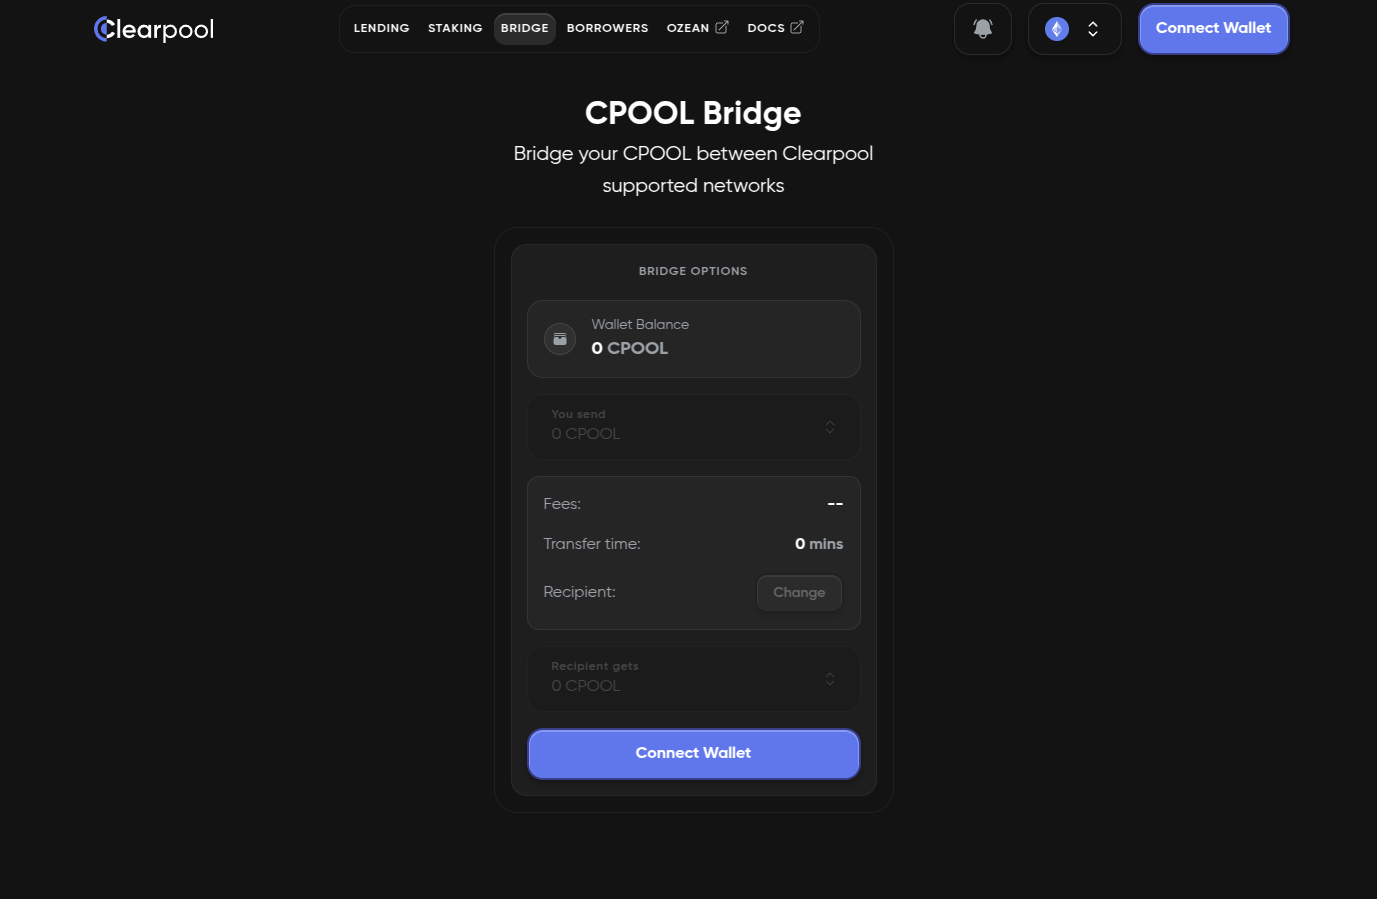 Clearpool
LENDING
STAKING
BRIDGE
BORROWERS
OZEAN
DOCS
Connect Wallet
CPOOL Bridge
Bridge your CPOOL between Clearpool
supported networks
BRIDGE OPTIONS
Wallet Balance
0 CPOOL
You send
0 CPOOL
Fees: --
Transfer time: 0 mins
Recipient: Change
Recipient gets
0 CPOOL
Connect Wallet